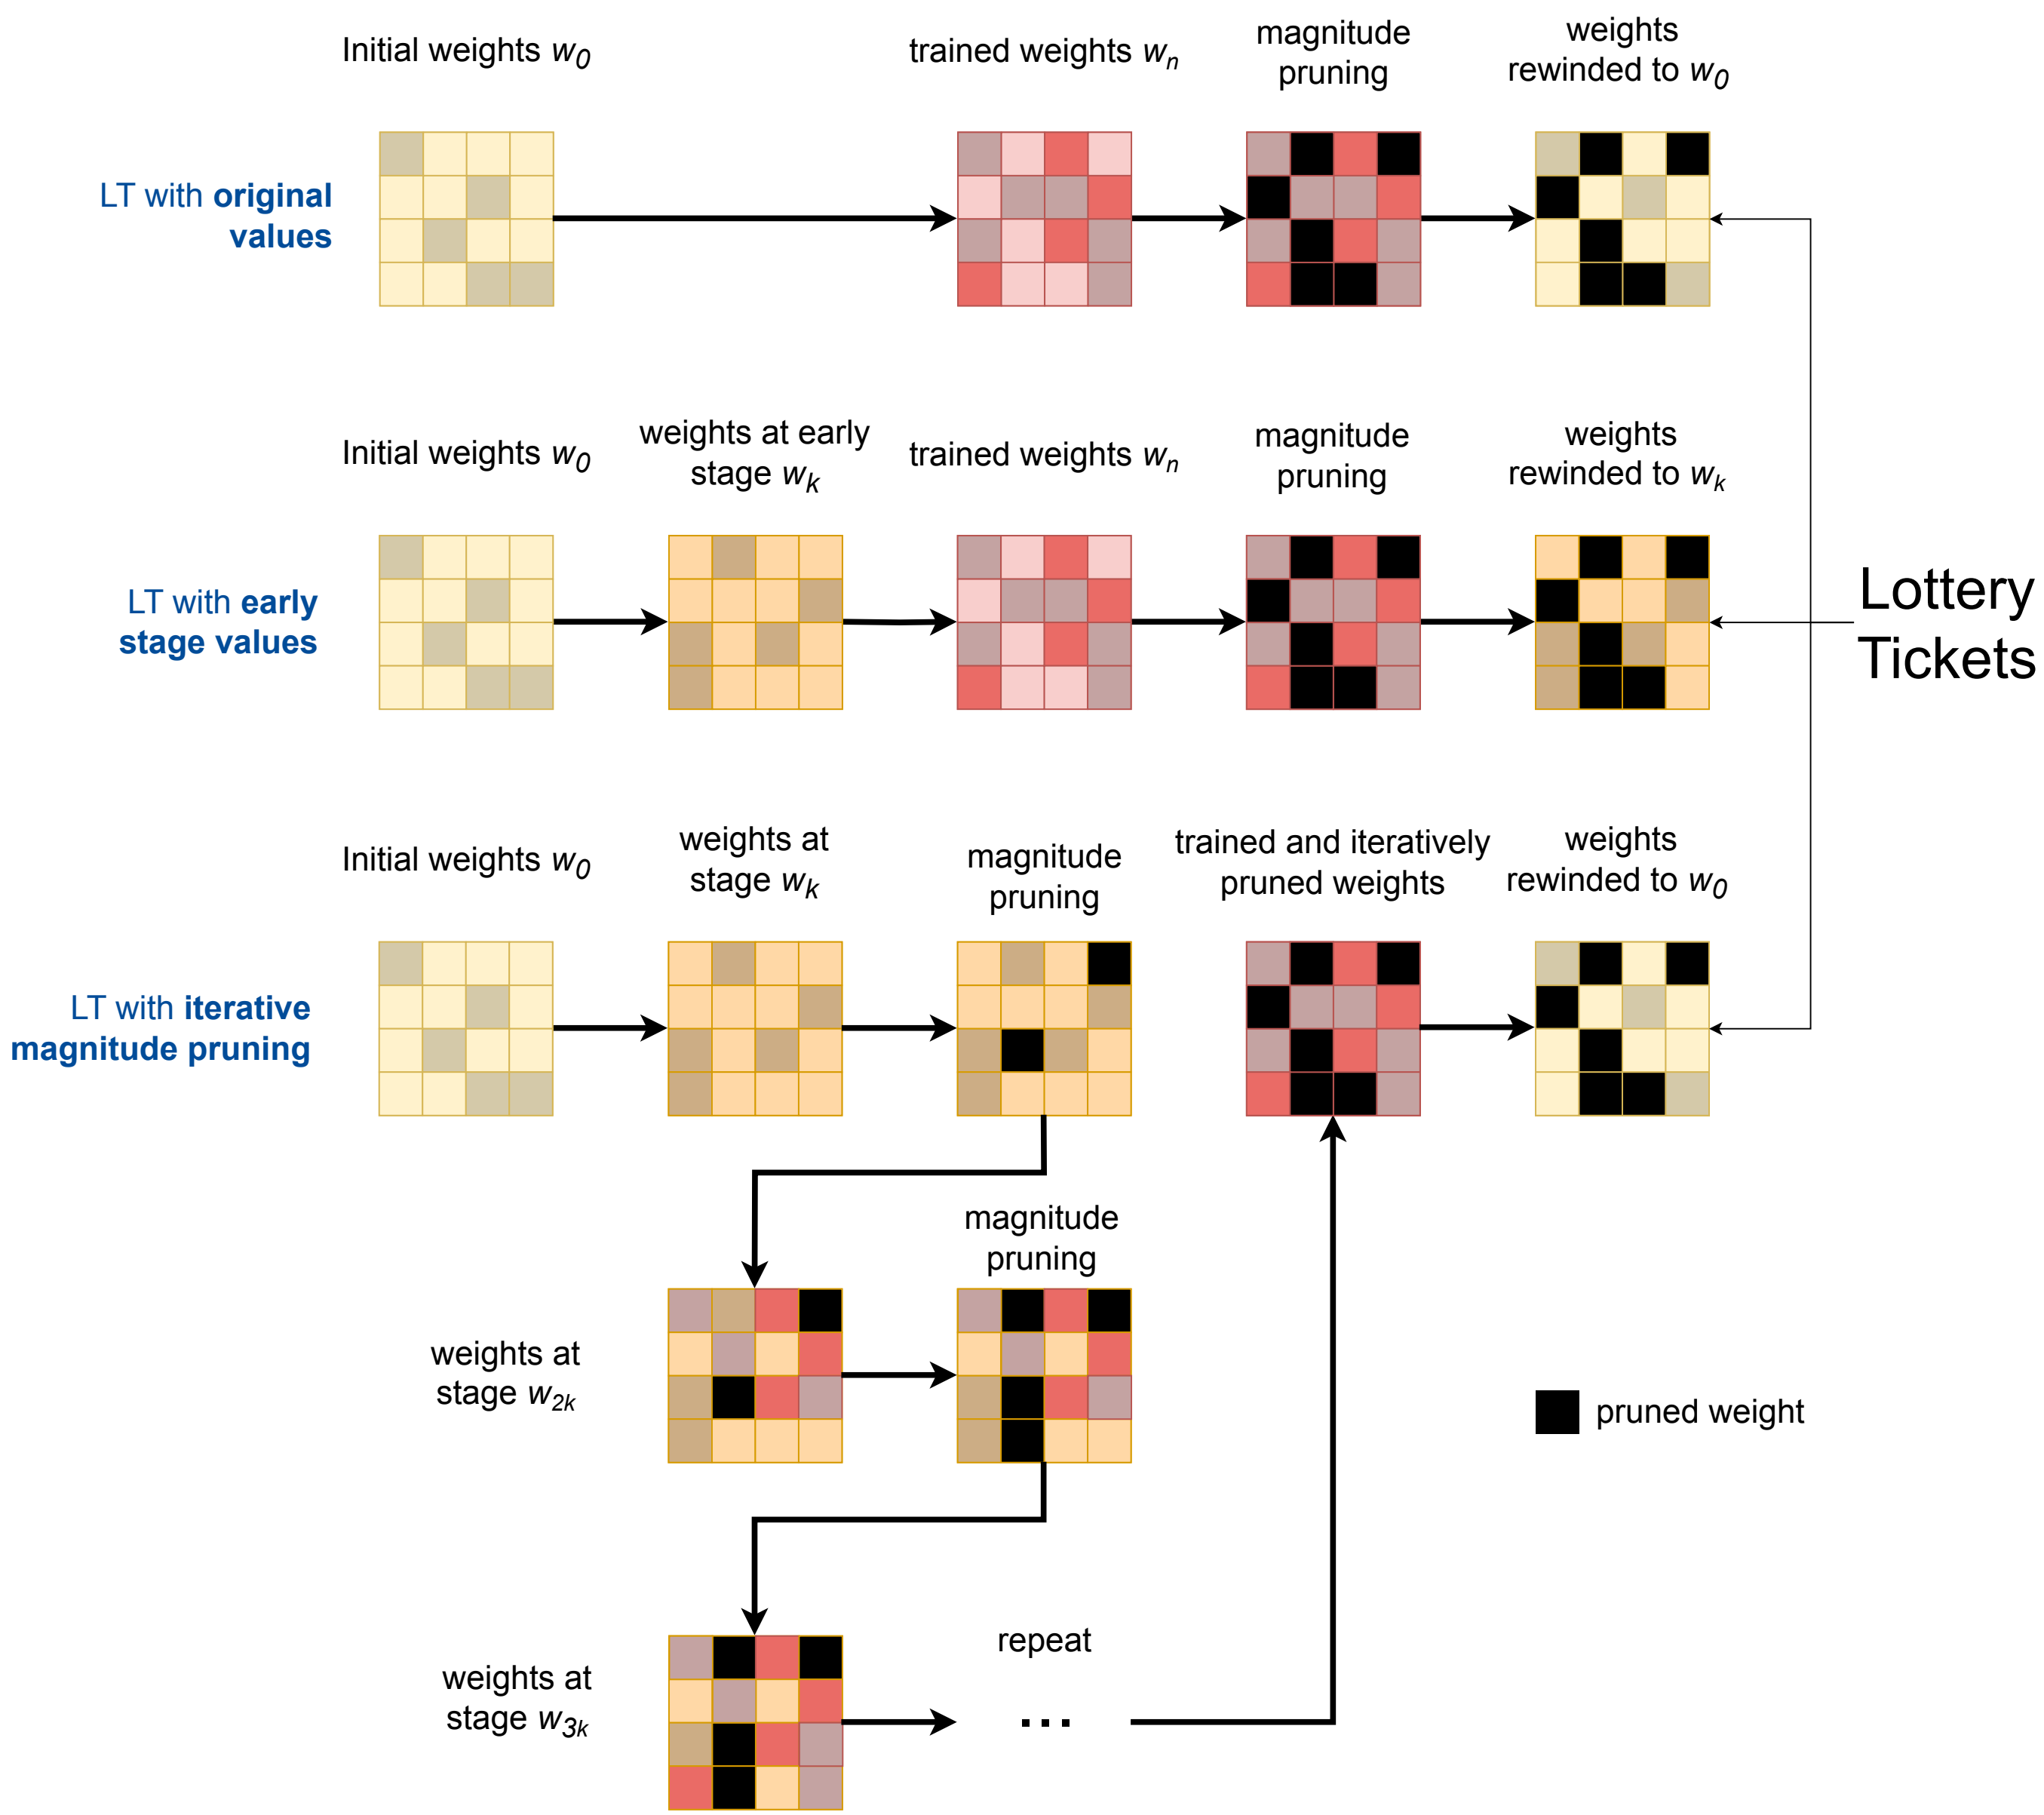 Initial weights w0
trained weights wn
magnitude
pruning
weights
rewinded to w0
LT with original
values
Initial weights w0
weights at early
stage wk
trained weights wn
magnitude
pruning
weights
rewinded to wk
LT with early
stage values
Lottery
Tickets
Initial weights w0
weights at
stage wk
magnitude
pruning
trained and iteratively
pruned weights
weights
rewinded to w0
LT with iterative
magnitude pruning
magnitude
pruning
weights at
stage w2k
pruned weight
weights at
stage w3k
repeat
...